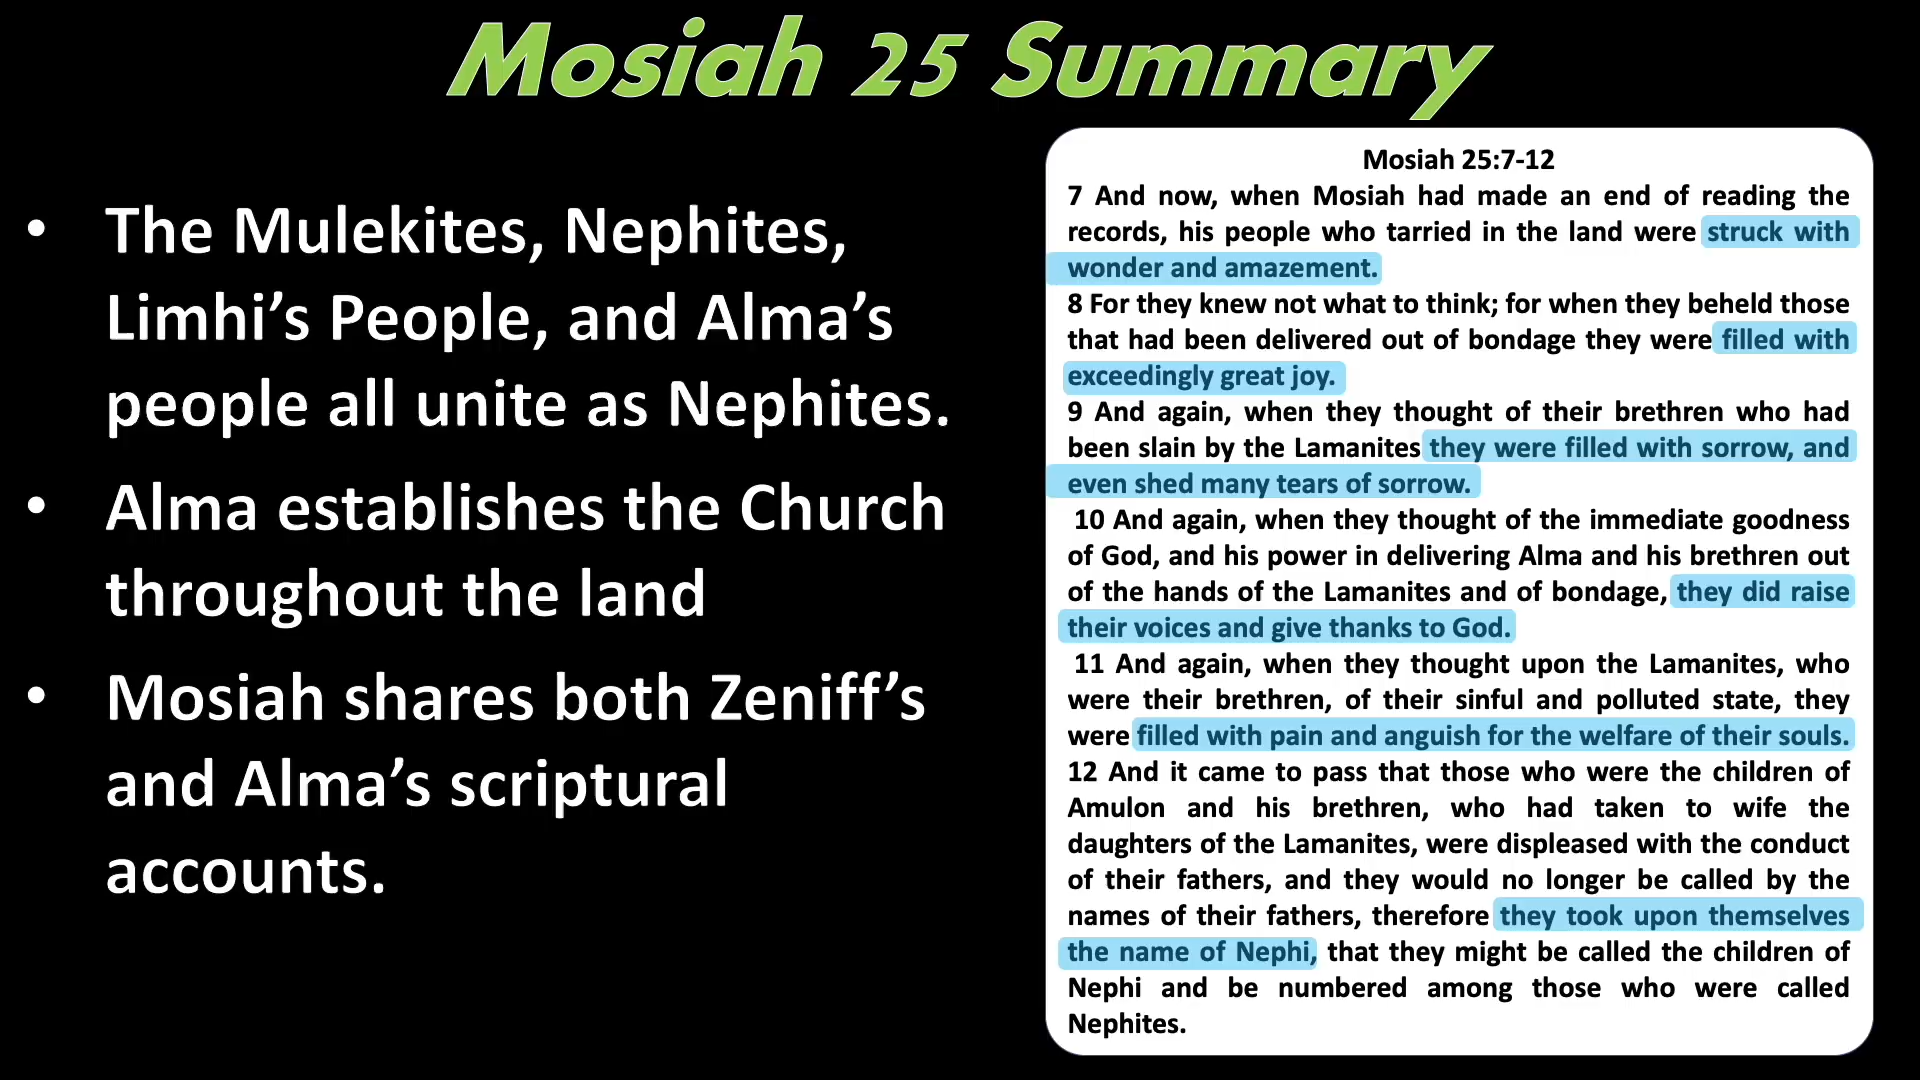 Mosiah 25 Summary
• The Mulekites, Nephites,
Limhi’s People, and Alma’s
people all unite as Nephites.
• Alma establishes the Church
throughout the land
• Mosiah shares both Zeniff’s
and Alma’s scriptural
accounts.
Mosiah 25:7-12
7 And now, when Mosiah had made an end of reading the
records, his people who tarried in the land were struck with
wonder and amazement.
8 For they knew not what to think; for when they beheld those
that had been delivered out of bondage they were filled with
exceedingly great joy.
9 And again, when they thought of their brethren who had
been slain by the Lamanites they were filled with sorrow, and
even shed many tears of sorrow.
10 And again, when they thought of the immediate goodness
of God, and his power in delivering Alma and his brethren out
of the hands of the Lamanites and of bondage, they did raise
their voices and give thanks to God.
11 And again, when they thought upon the Lamanites, who
were their brethren, of their sinful and polluted state, they
were filled with pain and anguish for the welfare of their souls.
12 And it came to pass that those who were the children of
Amulon and his brethren, who had taken to wife the
daughters of the Lamanites, were displeased with the conduct
of their fathers, and they would no longer be called by the
names of their fathers, therefore they took upon themselves
the name of Nephi, that they might be called the children of
Nephi and be numbered among those who were called
Nephites.